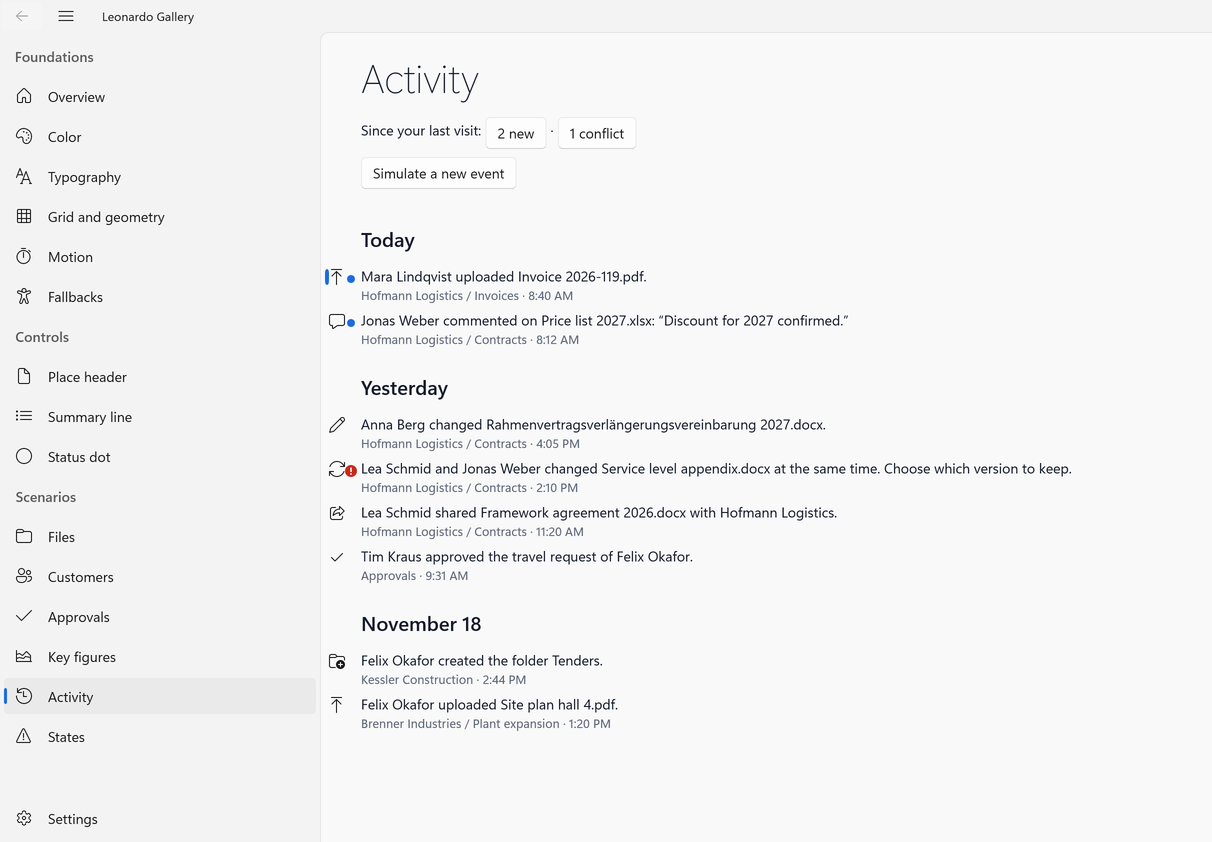 Leonardo Gallery
Foundations
Overview
Color
Typography
Grid and geometry
Motion
Fallbacks
Controls
Place header
Summary line
Status dot
Scenarios
Files
Customers
Approvals
Key figures
Activity
States
Settings
Activity
Since your last visit: 2 new · 1 conflict
Simulate a new event
Today
Mara Lindqvist uploaded Invoice 2026-119.pdf.
Hofmann Logistics / Invoices · 8:40 AM
Jonas Weber commented on Price list 2027.xlsx: “Discount for 2027 confirmed.”
Hofmann Logistics / Contracts · 8:12 AM
Yesterday
Anna Berg changed Rahmenvertragsverlängerungsvereinbarung 2027.docx.
Hofmann Logistics / Contracts · 4:05 PM
Lea Schmid and Jonas Weber changed Service level appendix.docx at the same time. Choose which version to keep.
Hofmann Logistics / Contracts · 2:10 PM
Lea Schmid shared Framework agreement 2026.docx with Hofmann Logistics.
Hofmann Logistics / Contracts · 11:20 AM
Tim Kraus approved the travel request of Felix Okafor.
Approvals · 9:31 AM
November 18
Felix Okafor created the folder Tenders.
Kessler Construction · 2:44 PM
Felix Okafor uploaded Site plan hall 4.pdf.
Brenner Industries / Plant expansion · 1:20 PM